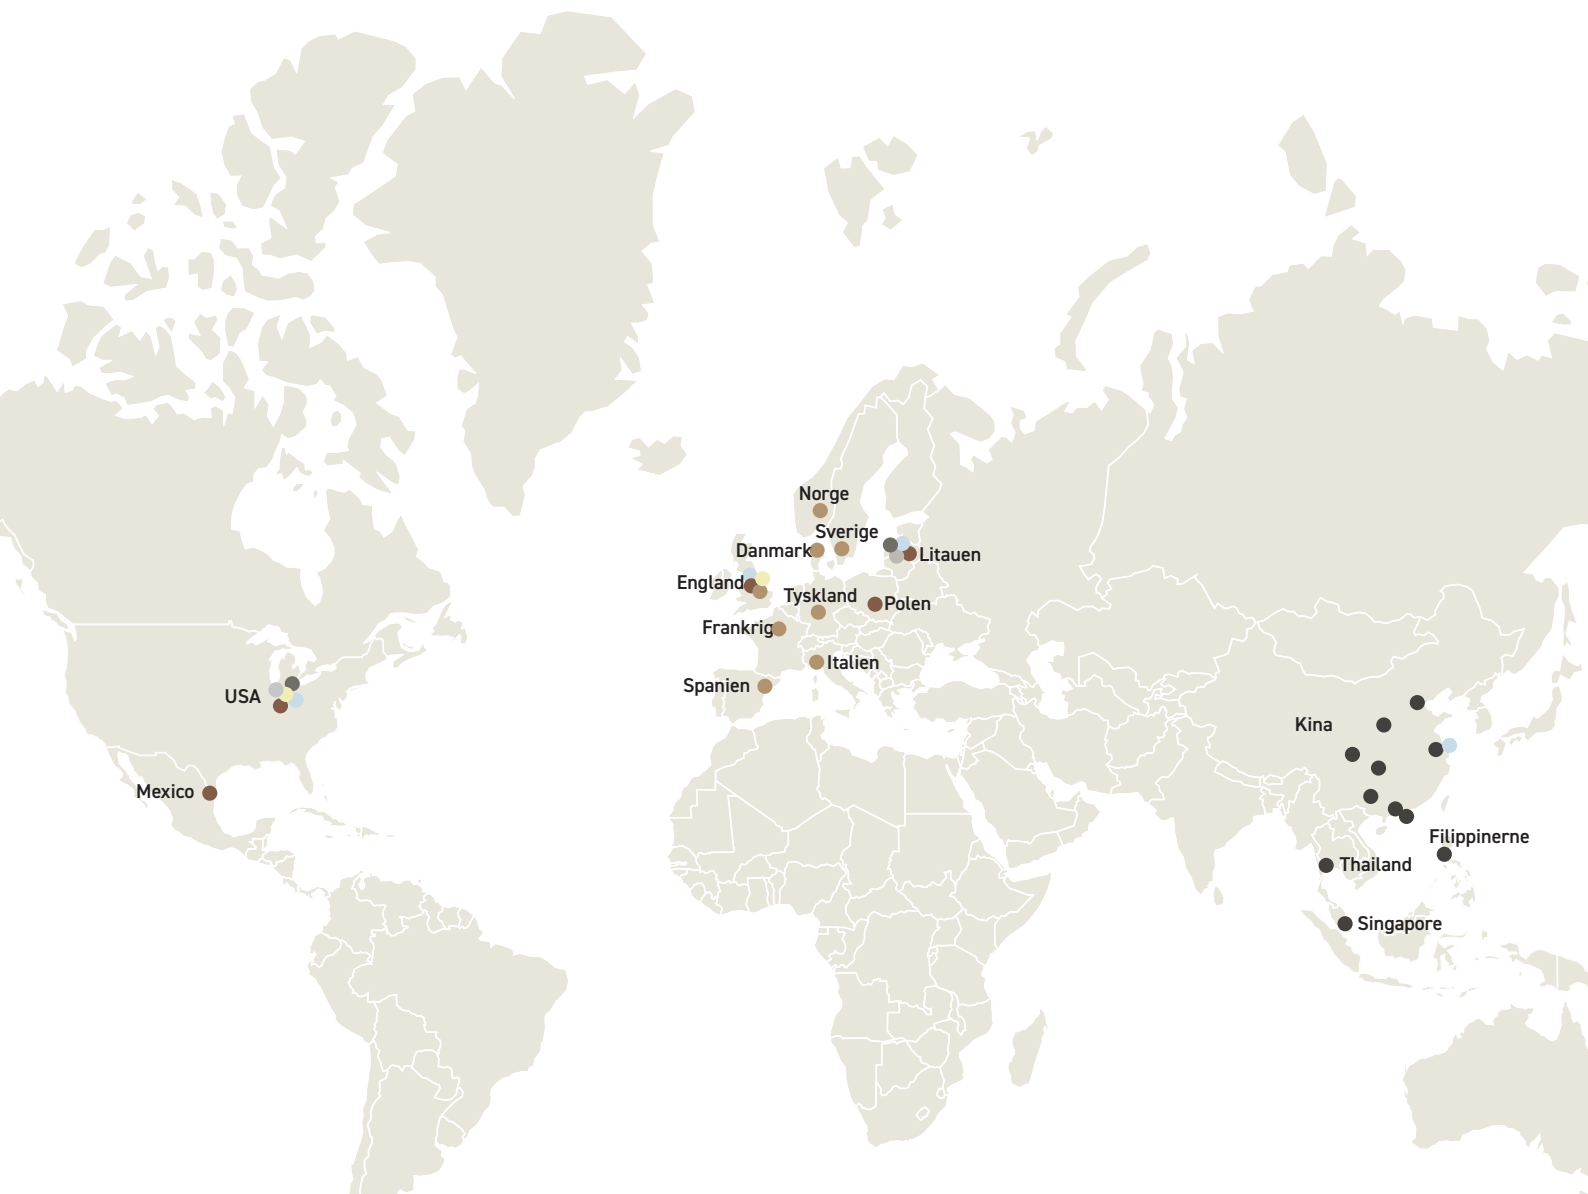 Norge
Sverige
Danmark
Litauen
England
Tyskland
Polen
Frankrig
Italien
Spanien
USA
Kina
Mexico
Filippinerne
Thailand
Singapore